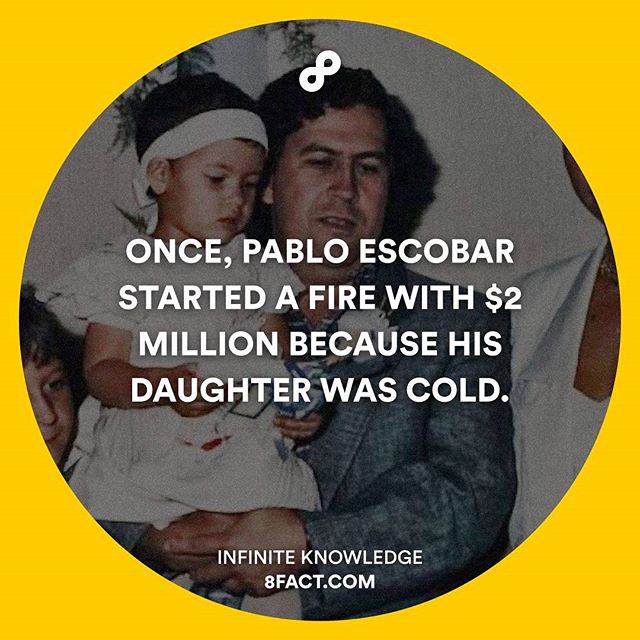 ONCE, PABLO ESCOBAR
STARTED A FIRE WITH $2
MILLION BECAUSE HIS
DAUGHTER WAS COLD.
INFINITE KNOWLEDGE
8FACT.COM